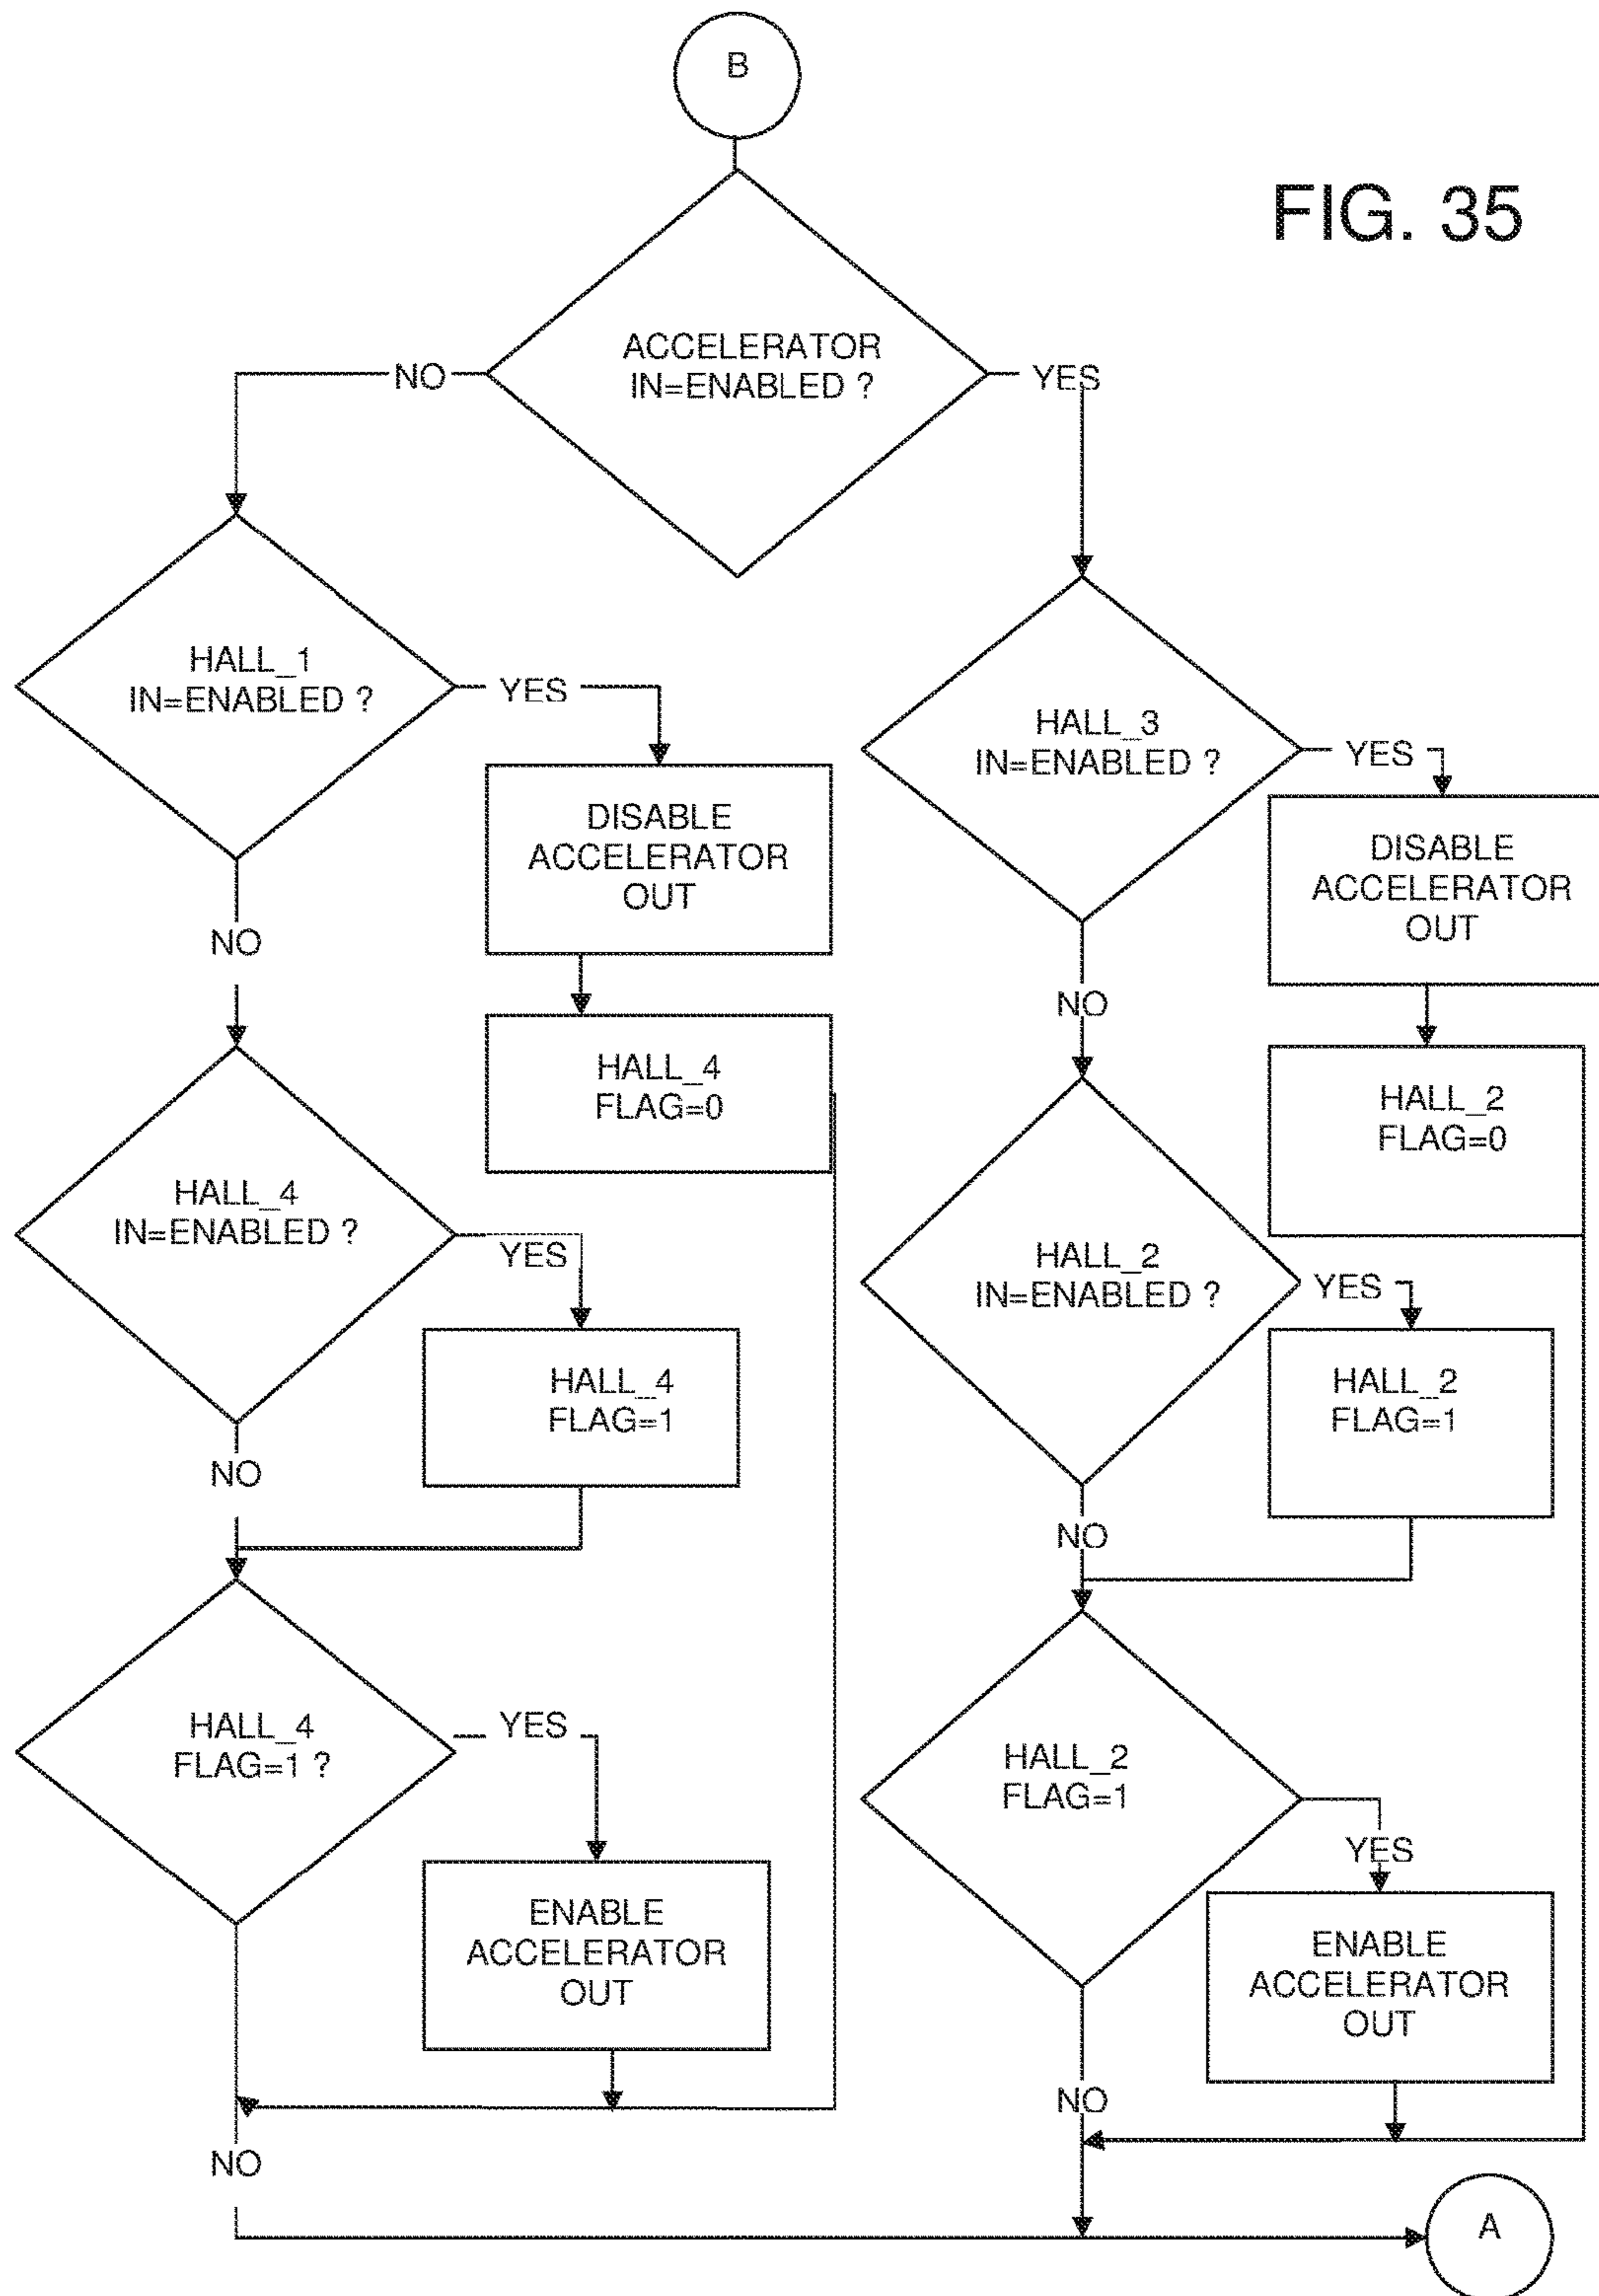 B
FIG. 35
ACCELERATOR
IN=ENABLED ?
NO
YES
HALL_1
IN=ENABLED ?
YES
NO
DISABLE
ACCELERATOR
OUT
HALL_4
FLAG=0
HALL_4
IN=ENABLED ?
YES
NO
HALL_4
FLAG=1
HALL_4
FLAG=1 ?
YES
ENABLE
ACCELERATOR
OUT
NO
HALL_3
IN=ENABLED ?
YES
NO
DISABLE
ACCELERATOR
OUT
HALL_2
FLAG=0
HALL_2
IN=ENABLED ?
YES
NO
HALL_2
FLAG=1
HALL_2
FLAG=1
YES
ENABLE
ACCELERATOR
OUT
NO
A